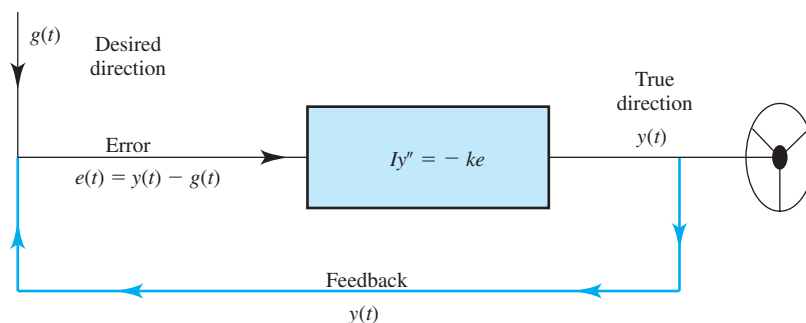 g(t)
Desired
direction
Error
e(t) = y(t) − g(t)
Iy″ = − ke
True
direction
y(t)
Feedback
y(t)